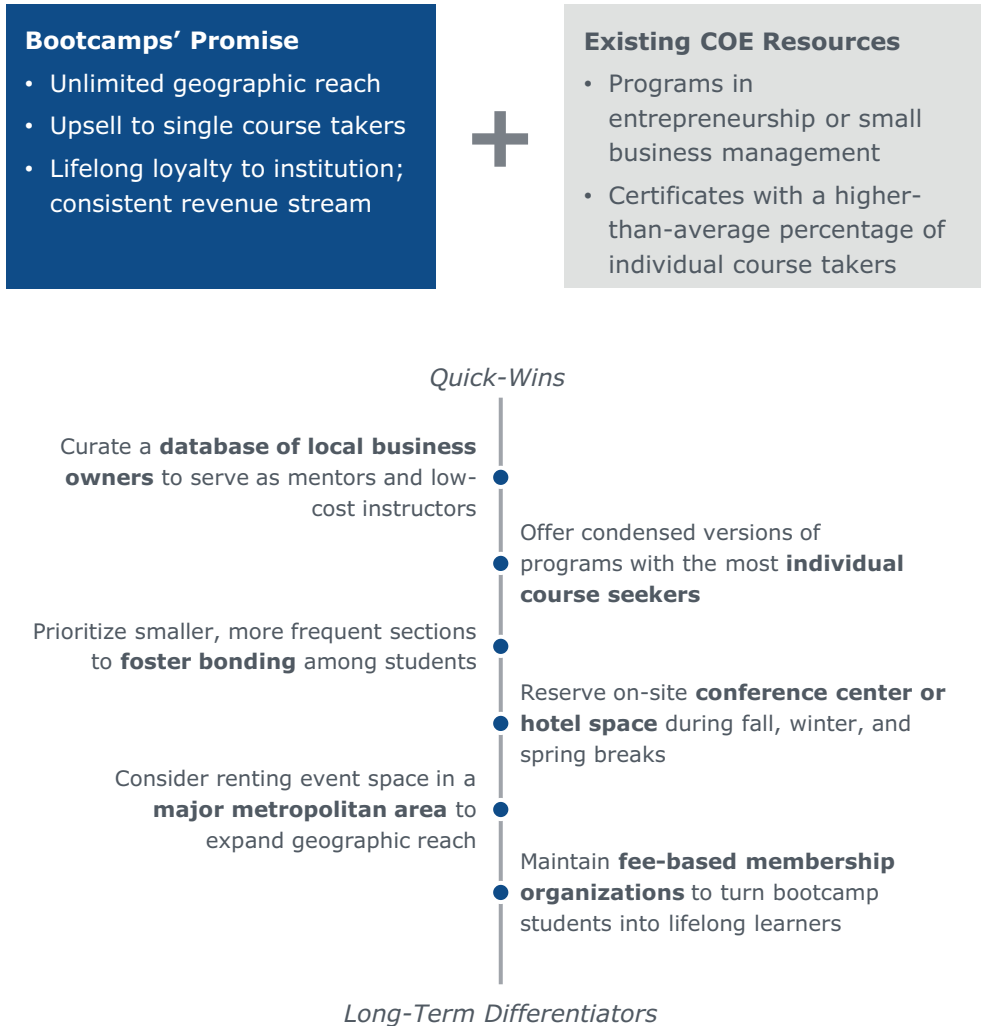 Bootcamps’ Promise
• Unlimited geographic reach
• Upsell to single course takers
• Lifelong loyalty to institution;
consistent revenue stream
+
Existing COE Resources
• Programs in
entrepreneurship or small
business management
• Certificates with a higher-
than-average percentage of
individual course takers
Quick-Wins
Curate a database of local business
owners to serve as mentors and low-
cost instructors
Offer condensed versions of
programs with the most individual
course seekers
Prioritize smaller, more frequent sections
to foster bonding among students
Reserve on-site conference center or
hotel space during fall, winter, and
spring breaks
Consider renting event space in a
major metropolitan area to
expand geographic reach
Maintain fee-based membership
organizations to turn bootcamp
students into lifelong learners
Long-Term Differentiators